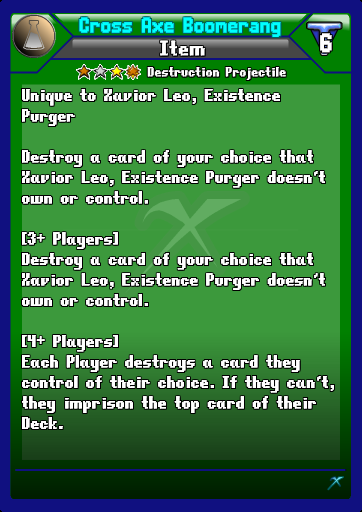 Cross Axe Boomerang
Item
6
Destruction Projectile
Unique to Xavior Leo, Existence
Purger
Destroy a card of your choice that
Xavior Leo, Existence Purger doesn't
own or control.
[3+ Players]
Destroy a card of your choice that
Xavior Leo, Existence Purger doesn't
own or control.
[4+ Players]
Each Player destroys a card they
control of their choice. If they can't,
they imprison the top card of their
Deck.